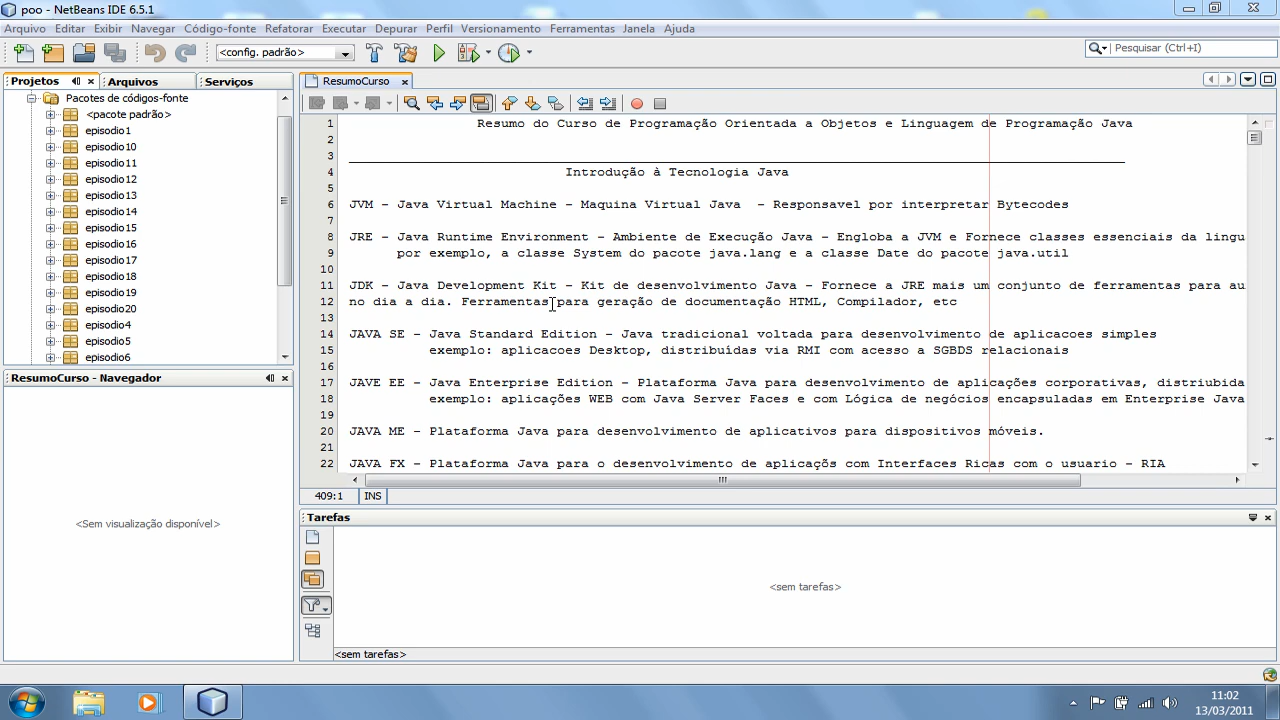 poo - NetBeans IDE 6.5.1
Arquivo Editar Exibir Navegar Código-fonte Refatorar Executar Depurar Perfil Versionamento Ferramentas Janela Ajuda
<config. padrão>
Pesquisar (Ctrl+I)
Projetos Arquivos Serviços
Pacotes de códigos-fonte
<pacote padrão>
episodio1
episodio10
episodio11
episodio12
episodio13
episodio14
episodio15
episodio16
episodio17
episodio18
episodio19
episodio20
episodio4
episodio5
episodio6
ResumoCurso - Navegador
<Sem visualização disponível>
ResumoCurso
1 Resumo do Curso de Programação Orientada a Objetos e Linguagem de Programação Java
2
3
4 Introdução à Tecnologia Java
5
6 JVM - Java Virtual Machine - Maquina Virtual Java - Responsavel por interpretar Bytecodes
7
8 JRE - Java Runtime Environment - Ambiente de Execução Java - Engloba a JVM e Fornece classes essenciais da lingu
9 por exemplo, a classe System do pacote java.lang e a classe Date do pacote java.util
10
11 JDK - Java Development Kit - Kit de desenvolvimento Java - Fornece a JRE mais um conjunto de ferramentas para au
12 no dia a dia. Ferramentas para geração de documentação HTML, Compilador, etc
13
14 JAVA SE - Java Standard Edition - Java tradicional voltada para desenvolvimento de aplicacoes simples
15 exemplo: aplicacoes Desktop, distribuídas via RMI com acesso a SGBDS relacionais
16
17 JAVE EE - Java Enterprise Edition - Plataforma Java para desenvolvimento de aplicações corporativas, distriubida
18 exemplo: aplicações WEB com Java Server Faces e com Lógica de negócios encapsuladas em Enterprise Java
19
20 JAVA ME - Plataforma Java para desenvolvimento de aplicativos para dispositivos móveis.
21
22 JAVA FX - Plataforma Java para o desenvolvimento de aplicaçõs com Interfaces Ricas com o usuario - RIA
409:1 INS
Tarefas
<sem tarefas>
<sem tarefas>
11:02
13/03/2011